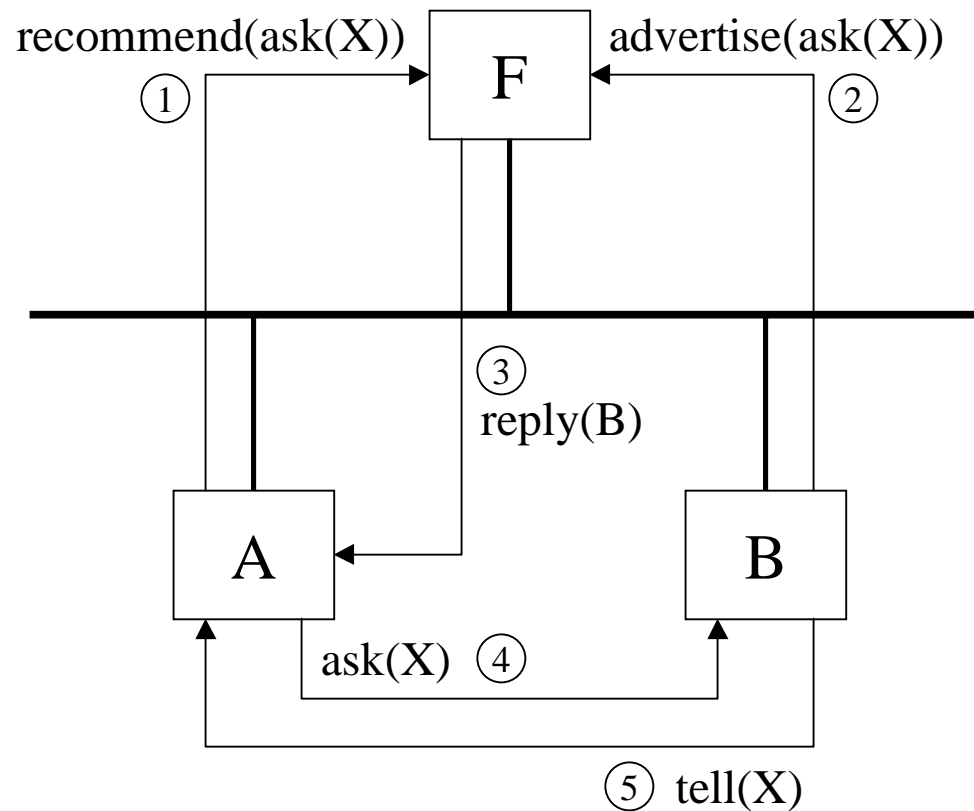 recommend(ask(X))
F
advertise(ask(X))
1
2
3
reply(B)
A
B
ask(X) 4
5 tell(X)